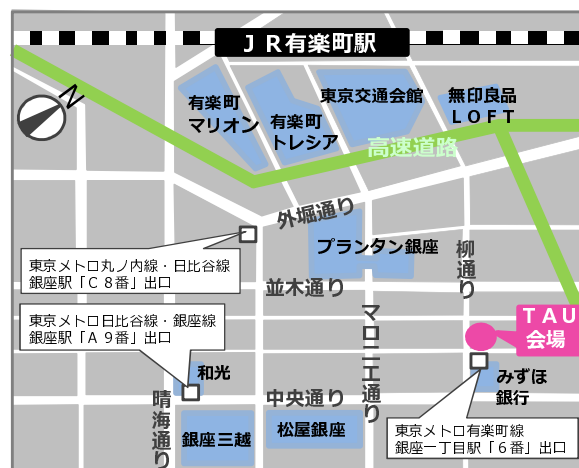 ＪＲ有楽町駅
N
有楽町
マリオン
有楽町
トレシア
東京交通会館
無印良品
ＬＯＦＴ
高速道路
外堀通り
プランタン銀座
柳通り
東京メトロ丸ノ内線・日比谷線
銀座駅「Ｃ８番」出口
並木通り
マロニエ通り
東京メトロ日比谷線・銀座線
銀座駅「Ａ９番」出口
ＴＡＵ
会場
和光
みずほ
銀行
晴海通り
中央通り
銀座三越
松屋銀座
東京メトロ有楽町線
銀座一丁目駅「６番」出口